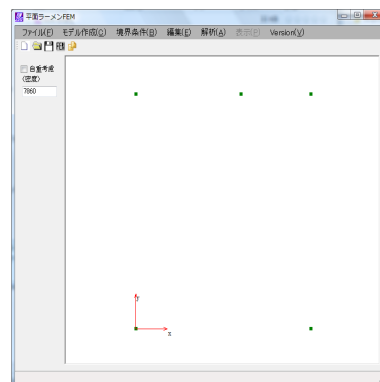 平面ラーメンFEM
ファイル(F) モデル作成(C) 境界条件(B) 編集(E) 解析(A) 表示(P) Version(V)
自重考慮
(密度)
7860
y
x